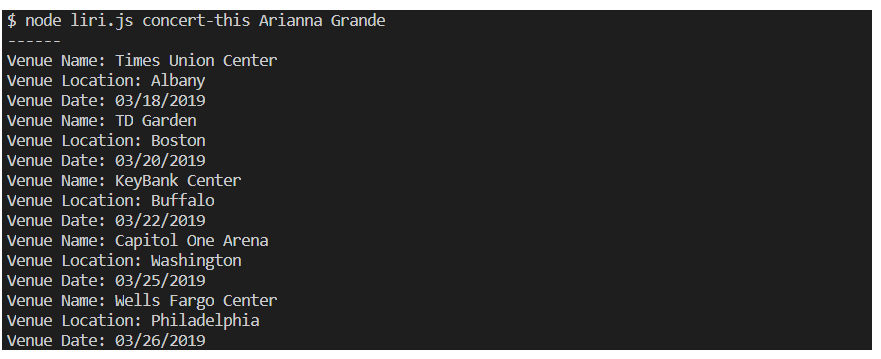 $ node liri.js concert-this Arianna Grande
------
Venue Name: Times Union Center
Venue Location: Albany
Venue Date: 03/18/2019
Venue Name: TD Garden
Venue Location: Boston
Venue Date: 03/20/2019
Venue Name: KeyBank Center
Venue Location: Buffalo
Venue Date: 03/22/2019
Venue Name: Capitol One Arena
Venue Location: Washington
Venue Date: 03/25/2019
Venue Name: Wells Fargo Center
Venue Location: Philadelphia
Venue Date: 03/26/2019